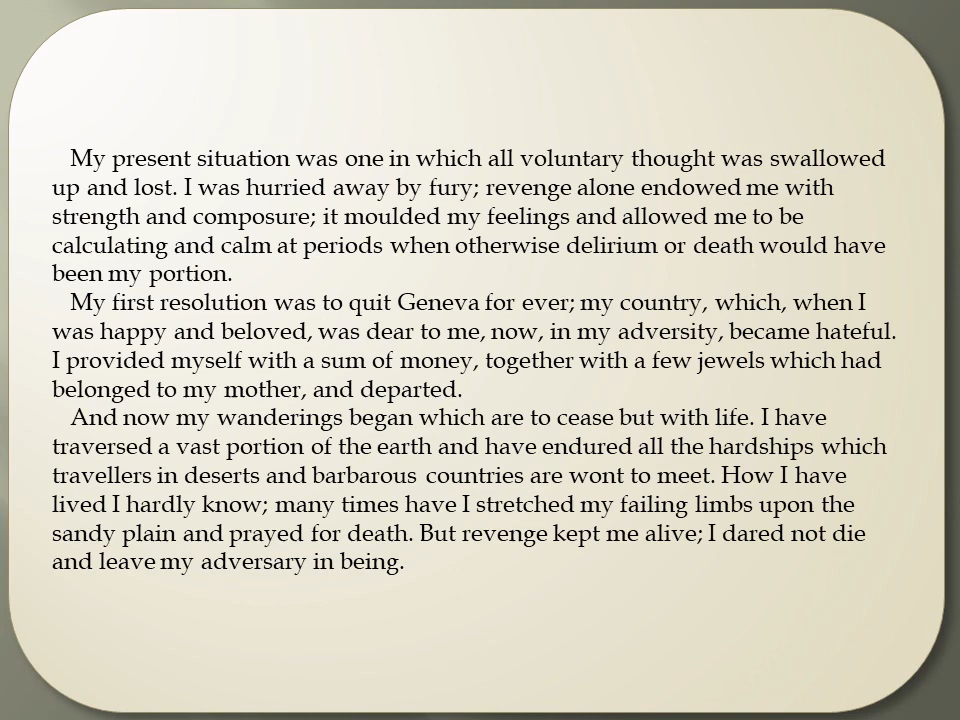 My present situation was one in which all voluntary thought was swallowed
up and lost. I was hurried away by fury; revenge alone endowed me with
strength and composure; it moulded my feelings and allowed me to be
calculating and calm at periods when otherwise delirium or death would have
been my portion.
My first resolution was to quit Geneva for ever; my country, which, when I
was happy and beloved, was dear to me, now, in my adversity, became hateful.
I provided myself with a sum of money, together with a few jewels which had
belonged to my mother, and departed.
And now my wanderings began which are to cease but with life. I have
traversed a vast portion of the earth and have endured all the hardships which
travellers in deserts and barbarous countries are wont to meet. How I have
lived I hardly know; many times have I stretched my failing limbs upon the
sandy plain and prayed for death. But revenge kept me alive; I dared not die
and leave my adversary in being.